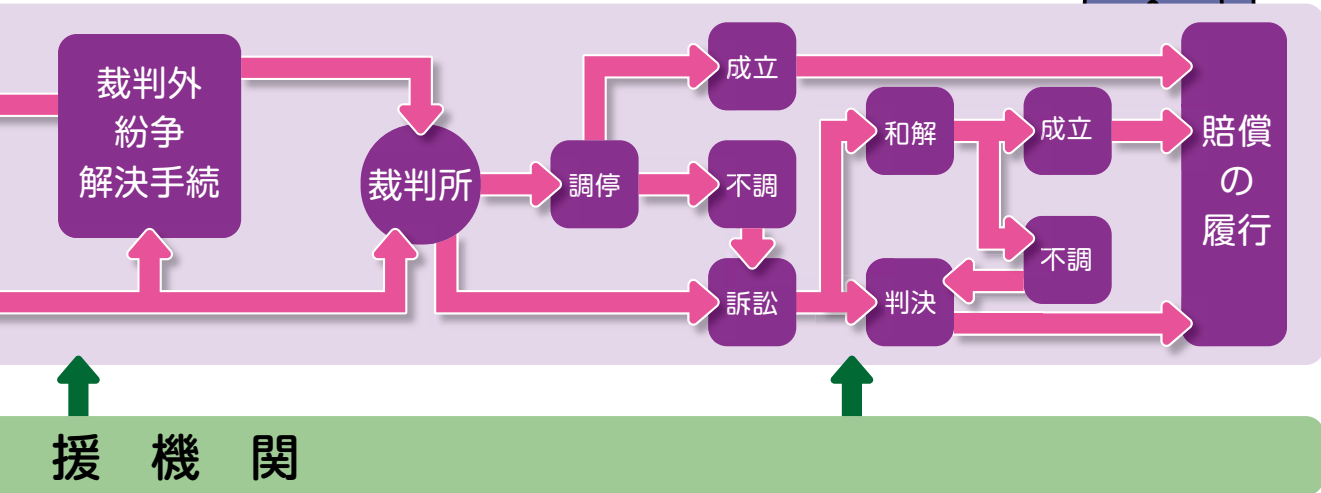 裁判外
紛争
解決手続
裁判所
調停
成立
不調
訴訟
和解
判決
成立
不調
賠償
の
履行
援機関